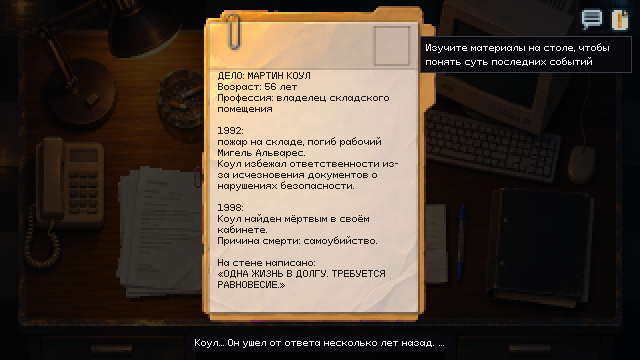 Изучите материалы на столе, чтобы
понять суть последних событий
ДЕЛО: МАРТИН КОУЛ
Возраст: 56 лет
Профессия: владелец складского
помещения
1992:
пожар на складе, погиб рабочий
Мигель Альварес.
Коул избежал ответственности из-
за исчезновения документов о
нарушениях безопасности.
1998:
Коул найден мёртвым в своём
кабинете.
Причина смерти: самоубийство.
На стене написано:
«ОДНА ЖИЗНЬ В ДОЛГУ. ТРЕБУЕТСЯ
РАВНОВЕСИЕ.»
Коул... Он ушел от ответа несколько лет назад. ...